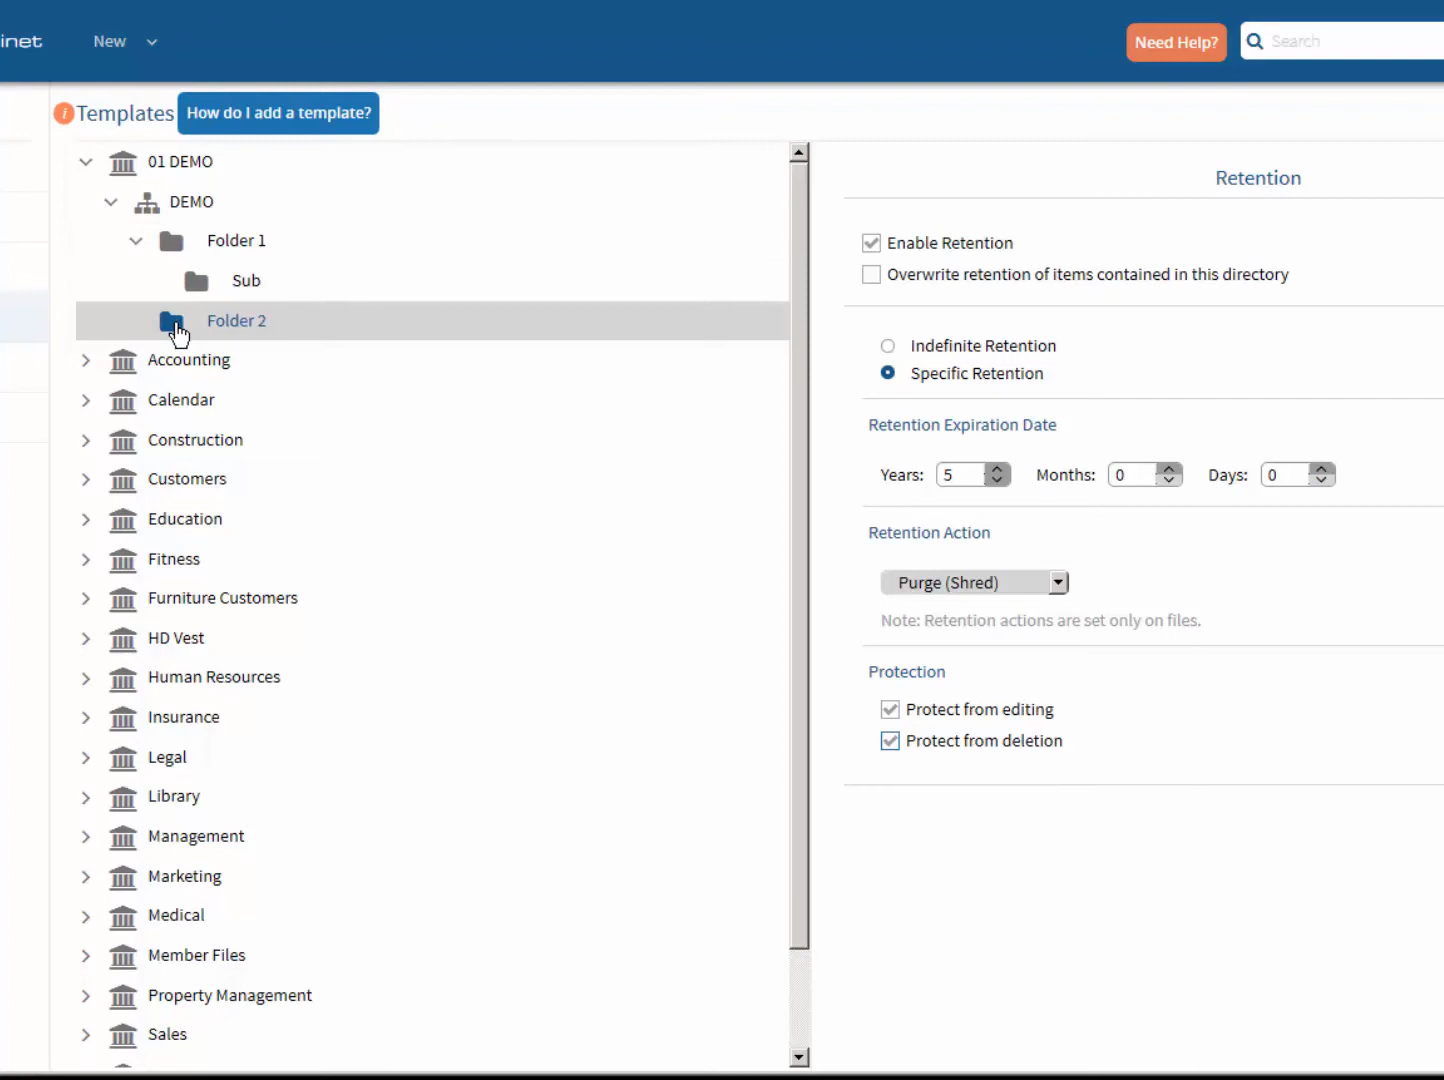 inet
New
Need Help?
Search
i
Templates
How do I add a template?
01 DEMO
DEMO
Folder 1
Sub
Folder 2
Accounting
Calendar
Construction
Customers
Education
Fitness
Furniture Customers
HD Vest
Human Resources
Insurance
Legal
Library
Management
Marketing
Medical
Member Files
Property Management
Sales
Retention
Enable Retention
Overwrite retention of items contained in this directory
Indefinite Retention
Specific Retention
Retention Expiration Date
Years: 5 Months: 0 Days: 0
Retention Action
Purge (Shred)
Note: Retention actions are set only on files.
Protection
Protect from editing
Protect from deletion